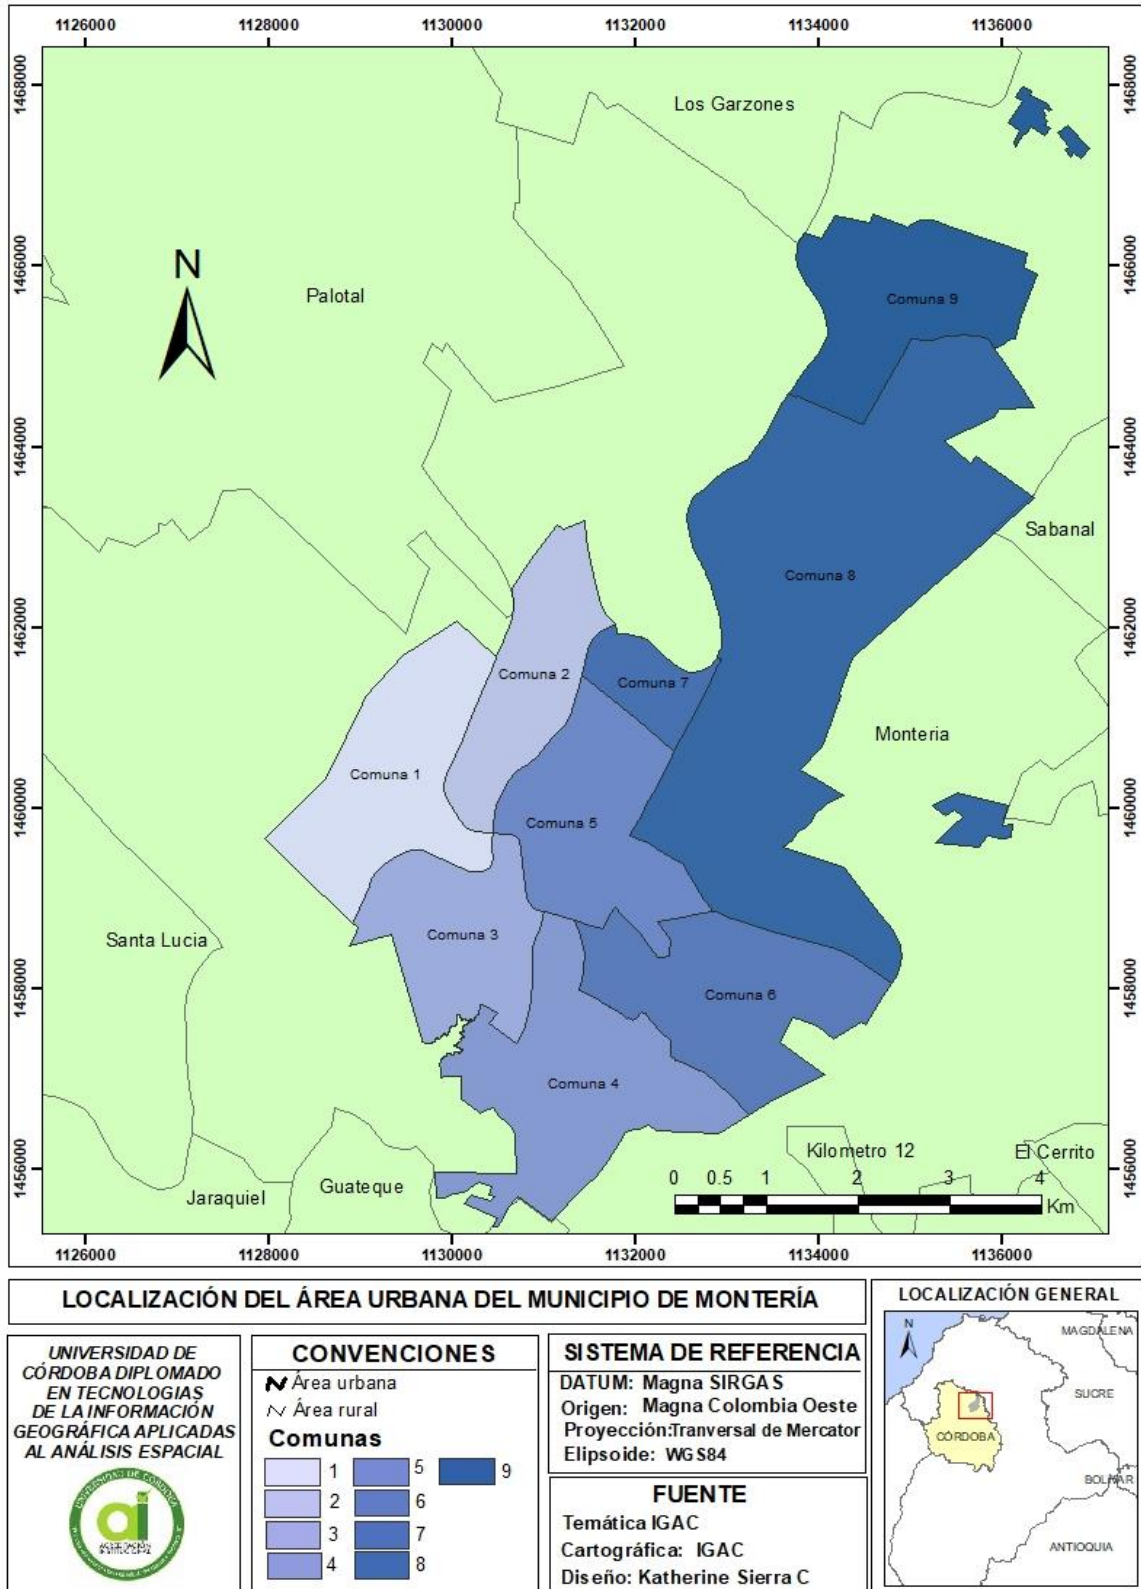 1126000 1128000 1130000 1132000 1134000 1136000
1468000
1466000
1464000
1462000
1460000
1458000
1456000
1468000
1466000
1464000
1462000
1460000
1458000
1456000
Los Garzones
N
Palotal
Comuna 9
Sabanal
Comuna 8
Comuna 2
Comuna 7
Monteria
Comuna 1
Comuna 5
Santa Lucia
Comuna 3
Comuna 6
Comuna 4
Kilometro 12
El Cerrito
Jaraquiel
Guateque
0 0.5 1 2 3 4
Km
1126000 1128000 1130000 1132000 1134000 1136000
LOCALIZACIÓN DEL ÁREA URBANA DEL MUNICIPIO DE MONTERÍA
UNIVERSIDAD DE
CÓRDOBA DIPLOMADO
EN TECNOLOGIAS
DE LA INFORMACIÓN
GEOGRÁFICA APLICADAS
AL ANÁLISIS ESPACIAL
UNIVERSIDAD DE CÓRDOBA
ai
ACREDITACIÓN
INSTITUCIONAL
CONVENCIONES
Área urbana
Área rural
Comunas
1
2
3
4
5
6
7
8
9
SISTEMA DE REFERENCIA
DATUM: Magna SIRGAS
Origen: Magna Colombia Oeste
Proyección:Tranversal de Mercator
Elipsoide: WGS84
FUENTE
Temática IGAC
Cartográfica: IGAC
Diseño: Katherine Sierra C
LOCALIZACIÓN GENERAL
N
MAGDALENA
SUCRE
CÓRDOBA
BOLIVAR
ANTIOQUIA